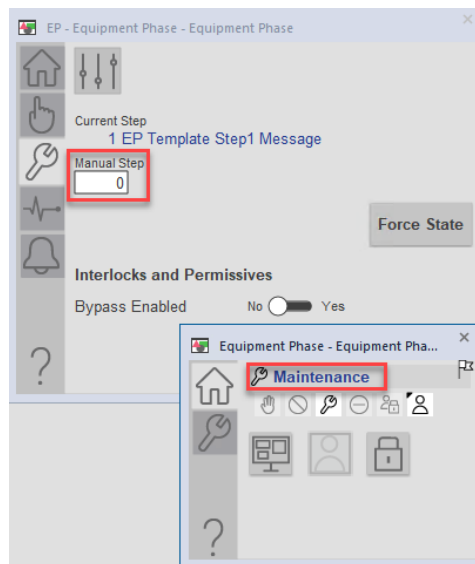 EP - Equipment Phase - Equipment Phase
Current Step
1 EP Template Step1 Message
Manual Step
0
Force State
Interlocks and Permissives
Bypass Enabled No Yes
?
Equipment Phase - Equipment Pha...
Maintenance
?